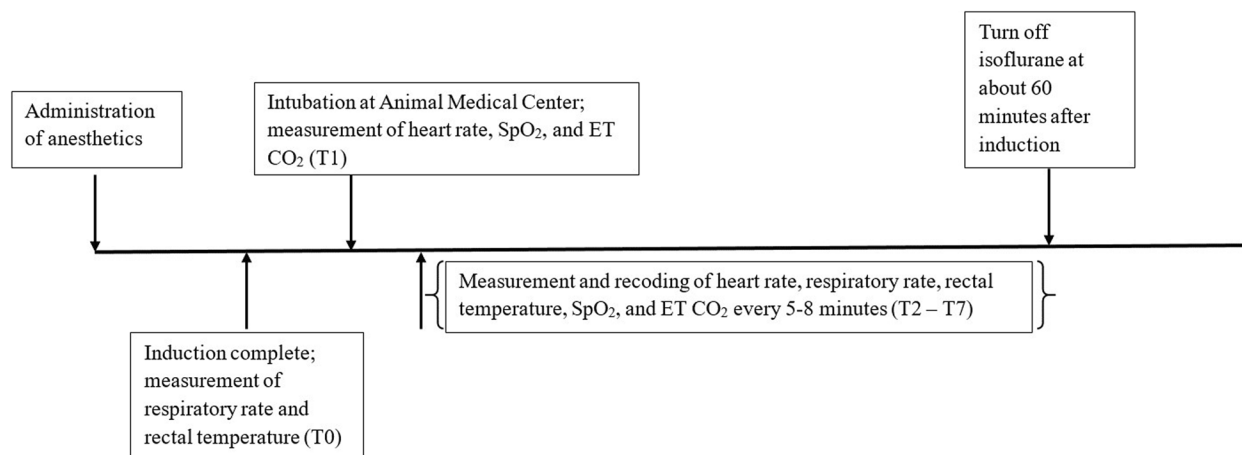 Administration
of anesthetics
Intubation at Animal Medical Center;
measurement of heart rate, SpO₂, and ET
CO₂ (T1)
Turn off
isoflurane at
about 60
minutes after
induction
Induction complete;
measurement of
respiratory rate and
rectal temperature (T0)
Measurement and recoding of heart rate, respiratory rate, rectal
temperature, SpO₂, and ET CO₂ every 5-8 minutes (T2 – T7)